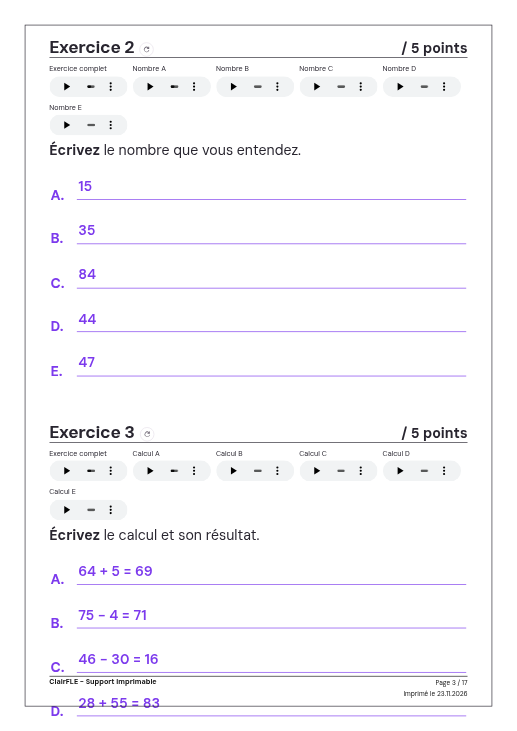 Exercice 2
/ 5 points
Exercice complet Nombre A Nombre B Nombre C Nombre D
Nombre E
Écrivez le nombre que vous entendez.
A. 15
B. 35
C. 84
D. 44
E. 47
Exercice 3
/ 5 points
Exercice complet Calcul A Calcul B Calcul C Calcul D
Calcul E
Écrivez le calcul et son résultat.
A. 64 + 5 = 69
B. 75 − 4 = 71
C. 46 − 30 = 16
ClairFLE - Support imprimable
Page 3 / 17
Imprimé le 23.11.2026
D. 28 + 55 = 83